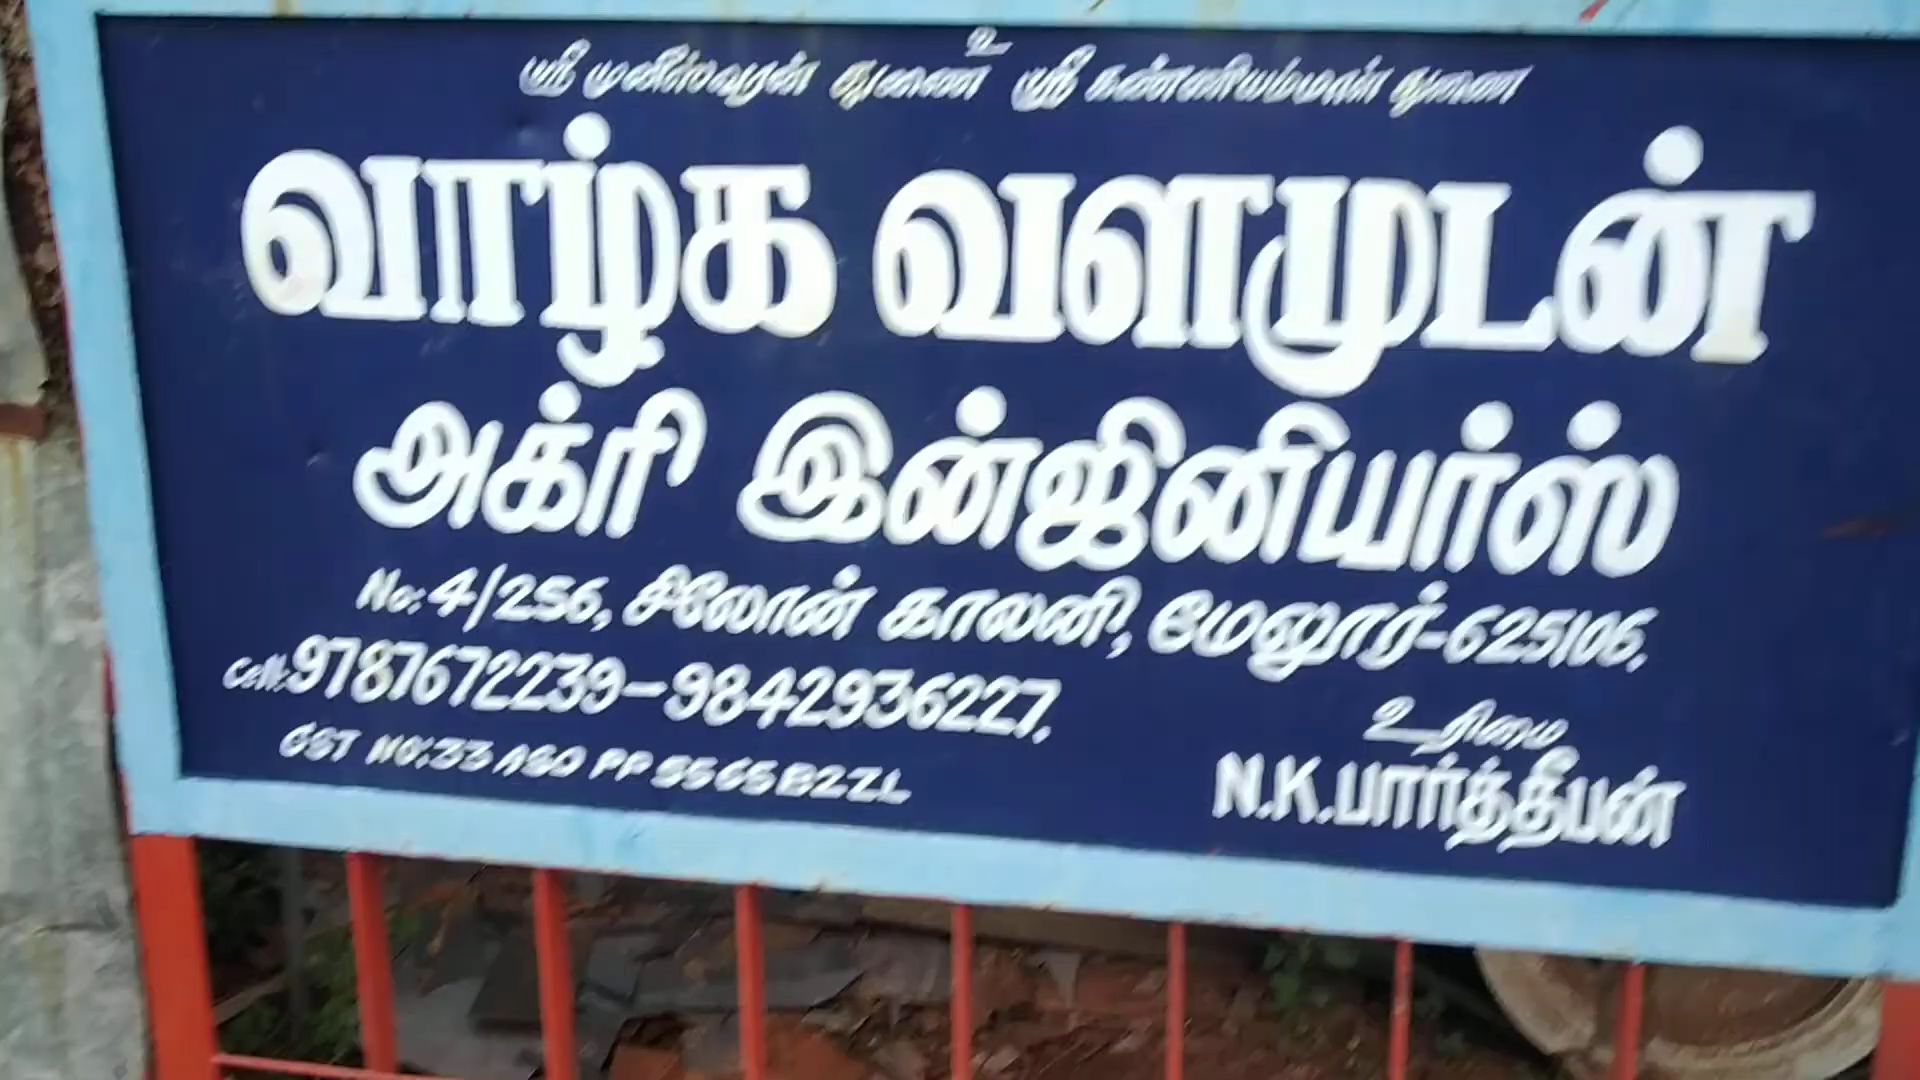 உ
ஸ்ரீ முனீஸ்வரன் துணை ஸ்ரீ கன்னியம்மாள் துணை
வாழ்க வளமுடன்
அக்ரி இன்ஜினியர்ஸ்
No: 4/256, சிலோன் காலனி, மேலூர்-625106.
Cell: 9787672239-9842936227.
உரிமை
GST NO: 33
N.K.பார்த்தீபன்